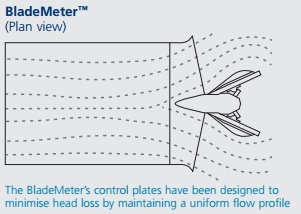 BladeMeter™
(Plan view)
The BladeMeter's control plates have been designed to
minimise head loss by maintaining a uniform flow profile